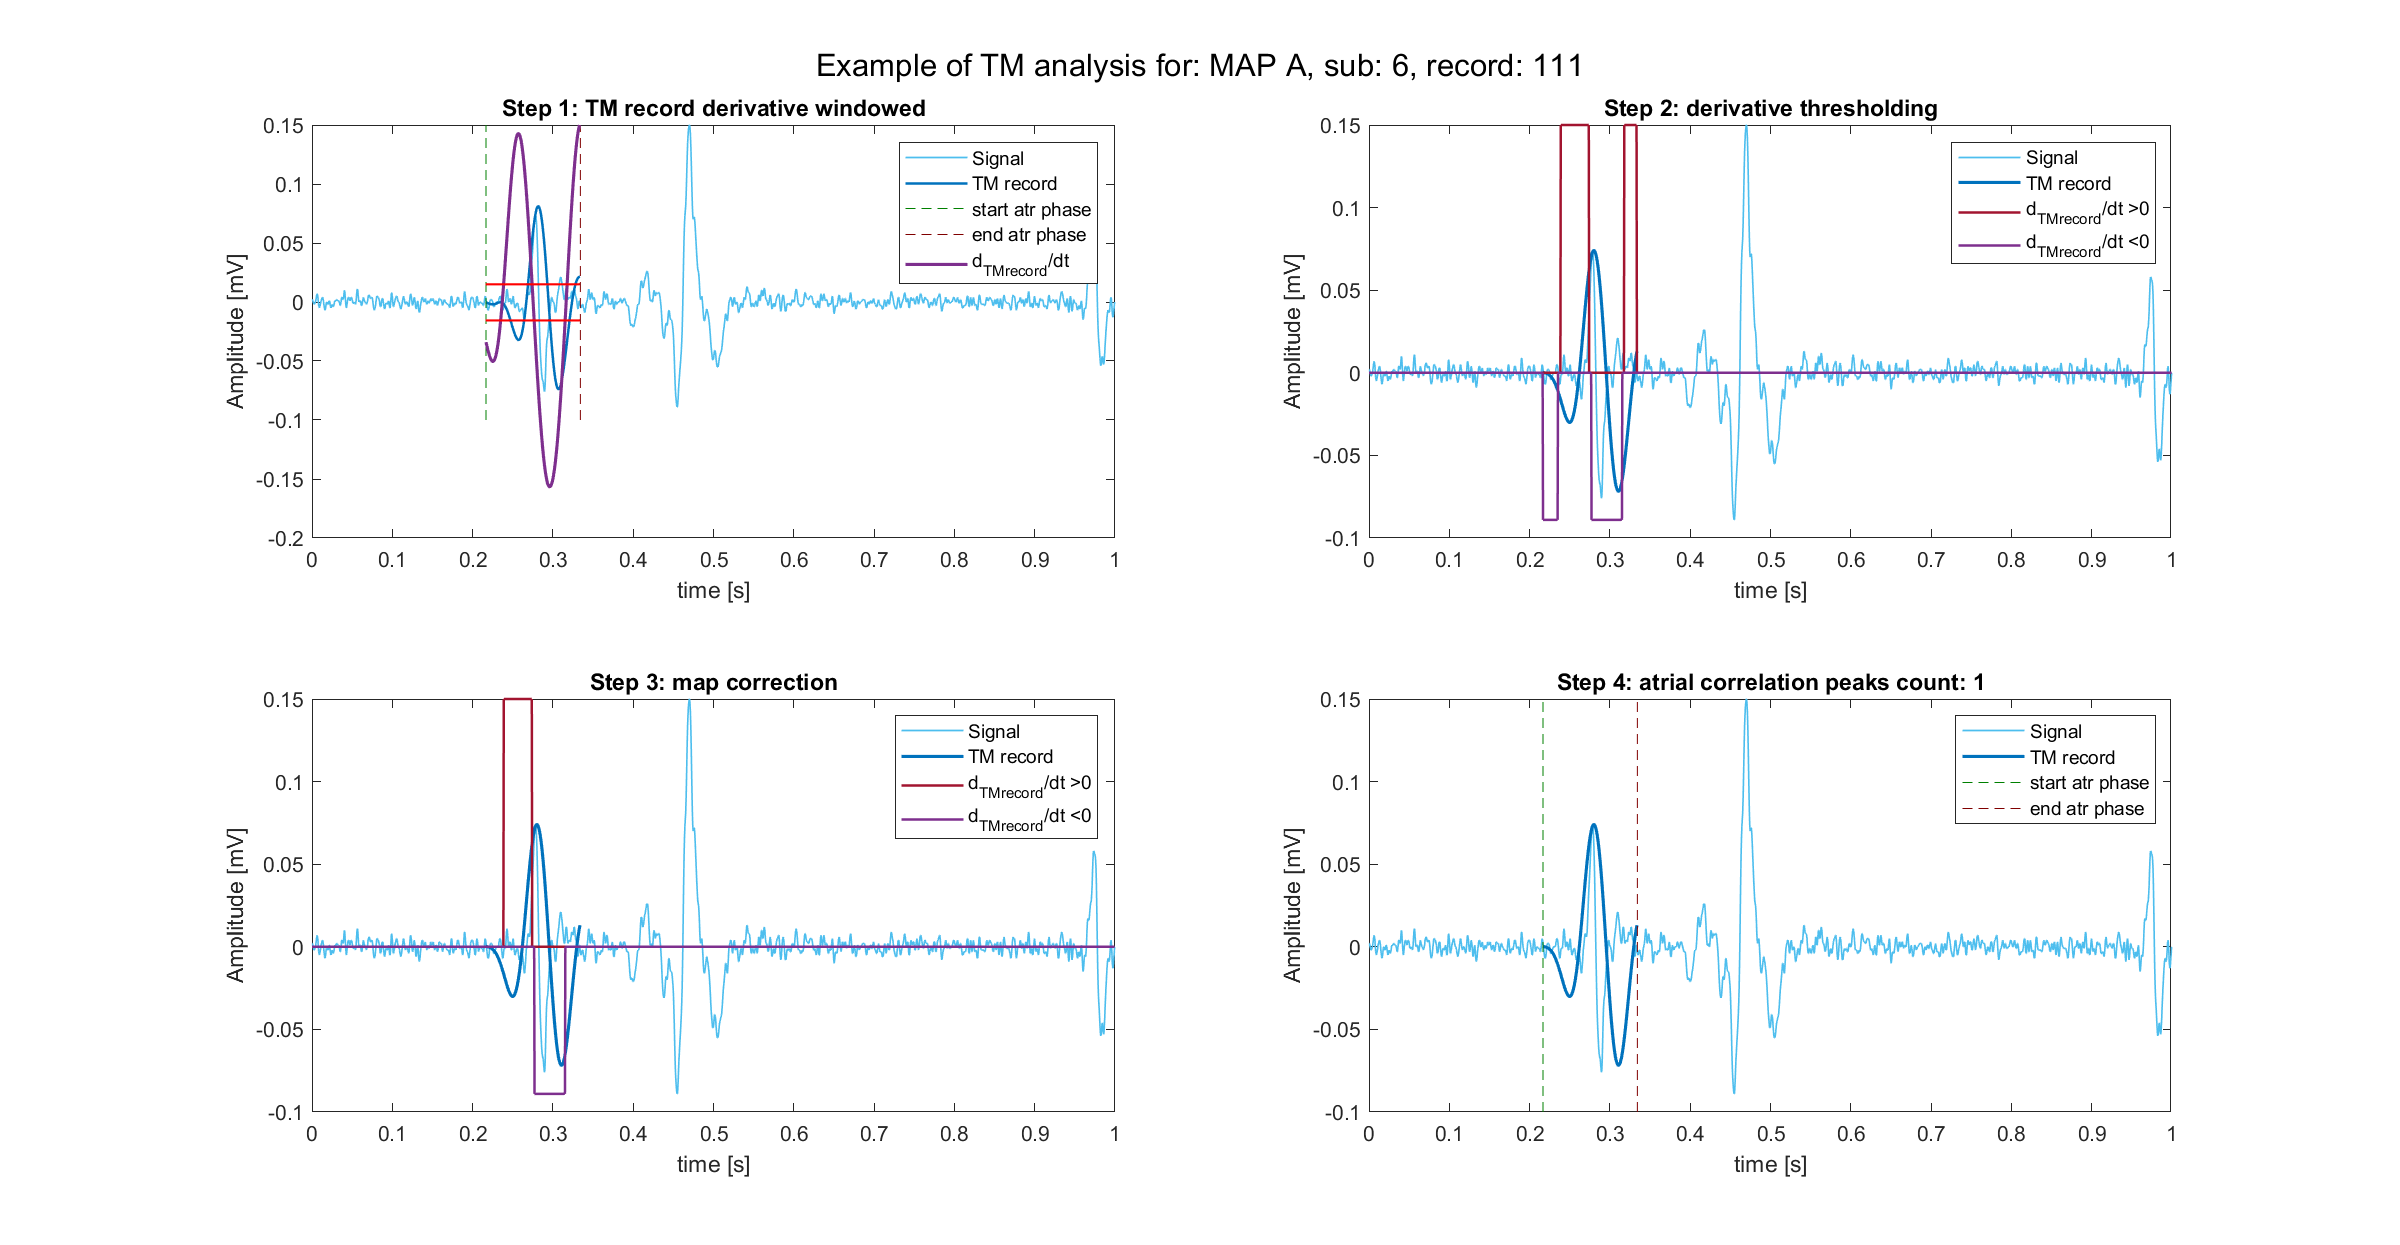 Example of TM analysis for: MAP A, sub: 6, record: 111
Step 1: TM record derivative windowed
0.15
0.1
0.05
0
-0.05
-0.1
-0.15
-0.2
Amplitude [mV]
0 0.1 0.2 0.3 0.4 0.5 0.6 0.7 0.8 0.9 1
time [s]
Signal
TM record
start atr phase
end atr phase
dTMrecord/dt
Step 2: derivative thresholding
0.15
0.1
0.05
0
-0.05
-0.1
Amplitude [mV]
0 0.1 0.2 0.3 0.4 0.5 0.6 0.7 0.8 0.9 1
time [s]
Signal
TM record
dTMrecord/dt >0
dTMrecord/dt <0
Step 3: map correction
0.15
0.1
0.05
0
-0.05
-0.1
Amplitude [mV]
0 0.1 0.2 0.3 0.4 0.5 0.6 0.7 0.8 0.9 1
time [s]
Signal
TM record
dTMrecord/dt >0
dTMrecord/dt <0
Step 4: atrial correlation peaks count: 1
0.15
0.1
0.05
0
-0.05
-0.1
Amplitude [mV]
0 0.1 0.2 0.3 0.4 0.5 0.6 0.7 0.8 0.9 1
time [s]
Signal
TM record
start atr phase
end atr phase